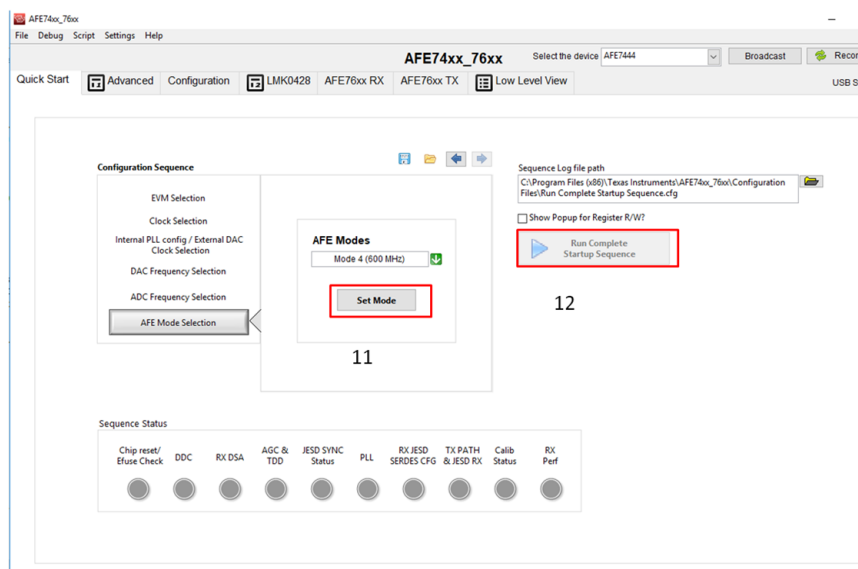 AFE74xx_76xx
File Debug Script Settings Help
AFE74xx_76xx
Select the device
AFE7444
Broadcast
Recon
Quick Start
Advanced
Configuration
LMK0428
AFE76xx RX
AFE76xx TX
Low Level View
USB S
Configuration Sequence
EVM Selection
Clock Selection
Internal PLL config / External DAC
Clock Selection
DAC Frequency Selection
ADC Frequency Selection
AFE Mode Selection
AFE Modes
Mode 4 (600 MHz)
Set Mode
11
Sequence Log file path
C:\Program Files (x86)\Texas Instruments\AFE74xx_76xx\Configuration
Files\Run Complete Startup Sequence.cfg
Show Popup for Register R/W?
Run Complete
Startup Sequence
12
Sequence Status
Chip reset/
Efuse Check
DDC
RX DSA
AGC &
TDD
JESD SYNC
Status
PLL
RX JESD
SERDES CFG
TX PATH
& JESD RX
Calib
Status
RX
Perf